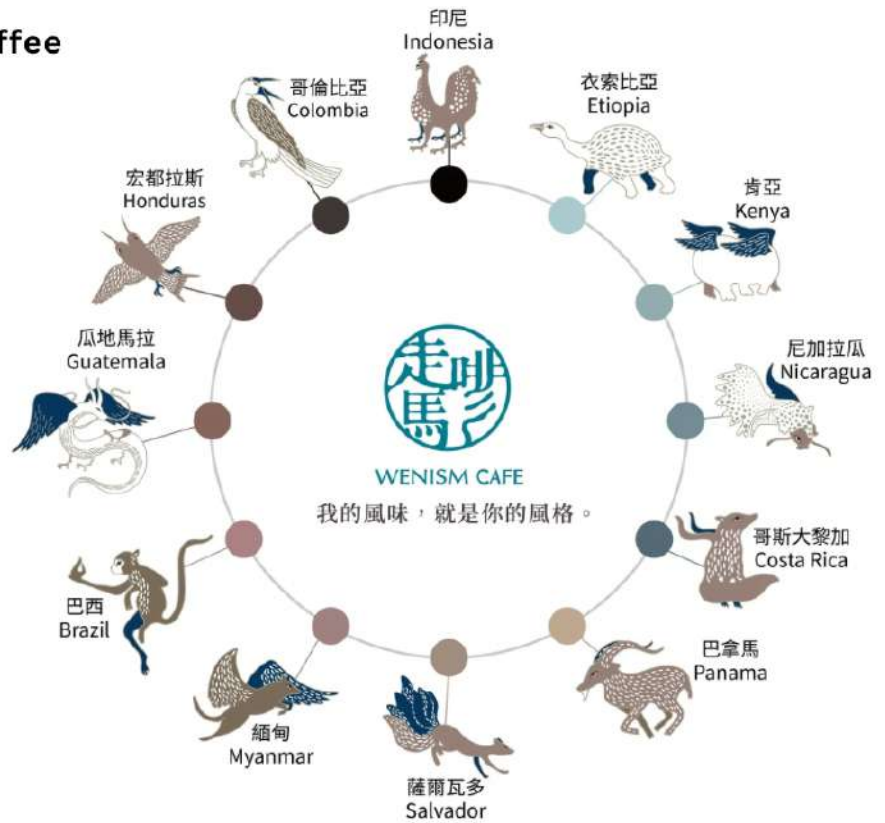 ffee
印尼
Indonesia
哥倫比亞
Colombia
衣索比亞
Etiopia
宏都拉斯
Honduras
肯亞
Kenya
瓜地馬拉
Guatemala
尼加拉瓜
Nicaragua
走馬啡
WENISM CAFE
我的風味，就是你的風格。
哥斯大黎加
Costa Rica
巴西
Brazil
巴拿馬
Panama
緬甸
Myanmar
薩爾瓦多
Salvador